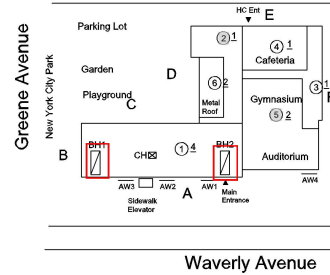 HC Ent
E
Parking Lot
2 1
4 1
Cafeteria
Greene Avenue
New York City Park
Garden
D
6 2
3 1
Playground
C
Metal
Roof
Gymnasium
F
5 2
B
BH1
CH
1 4
BH2
Auditorium
AW3
AW2
AW1
AW4
Sidewalk
Elevator
A
Main
Entrance
Waverly Avenue